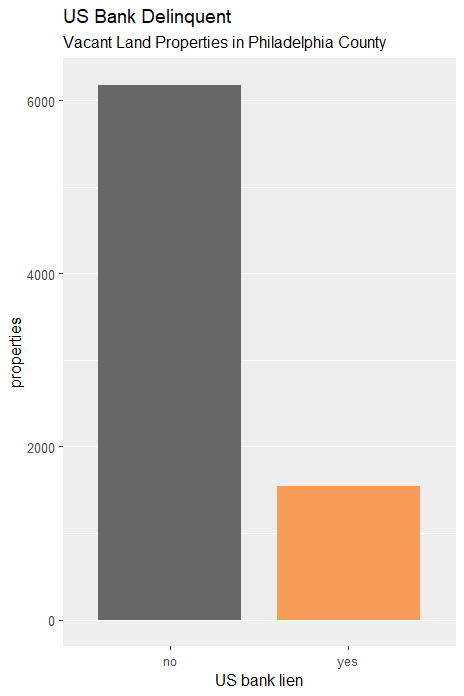 US Bank Delinquent
Vacant Land Properties in Philadelphia County
6000
4000
2000
0
properties
no yes
US bank lien